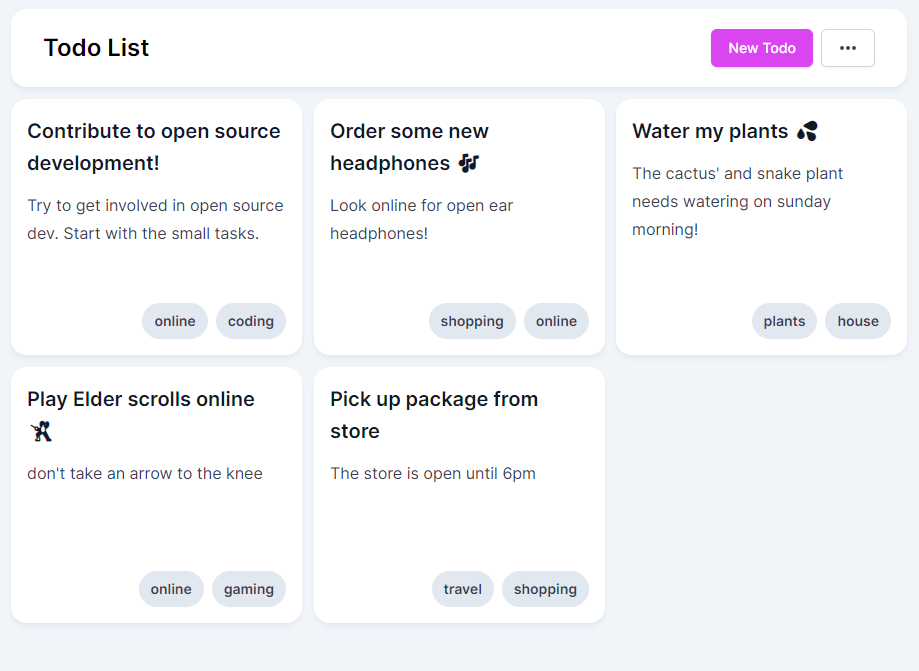 Todo List
New Todo
Contribute to open source
development!
Try to get involved in open source
dev. Start with the small tasks.
online
coding
Order some new
headphones 🎶
Look online for open ear
headphones!
shopping
online
Water my plants 💦
The cactus' and snake plant
needs watering on sunday
morning!
plants
house
Play Elder scrolls online
🤺
don't take an arrow to the knee
online
gaming
Pick up package from
store
The store is open until 6pm
travel
shopping